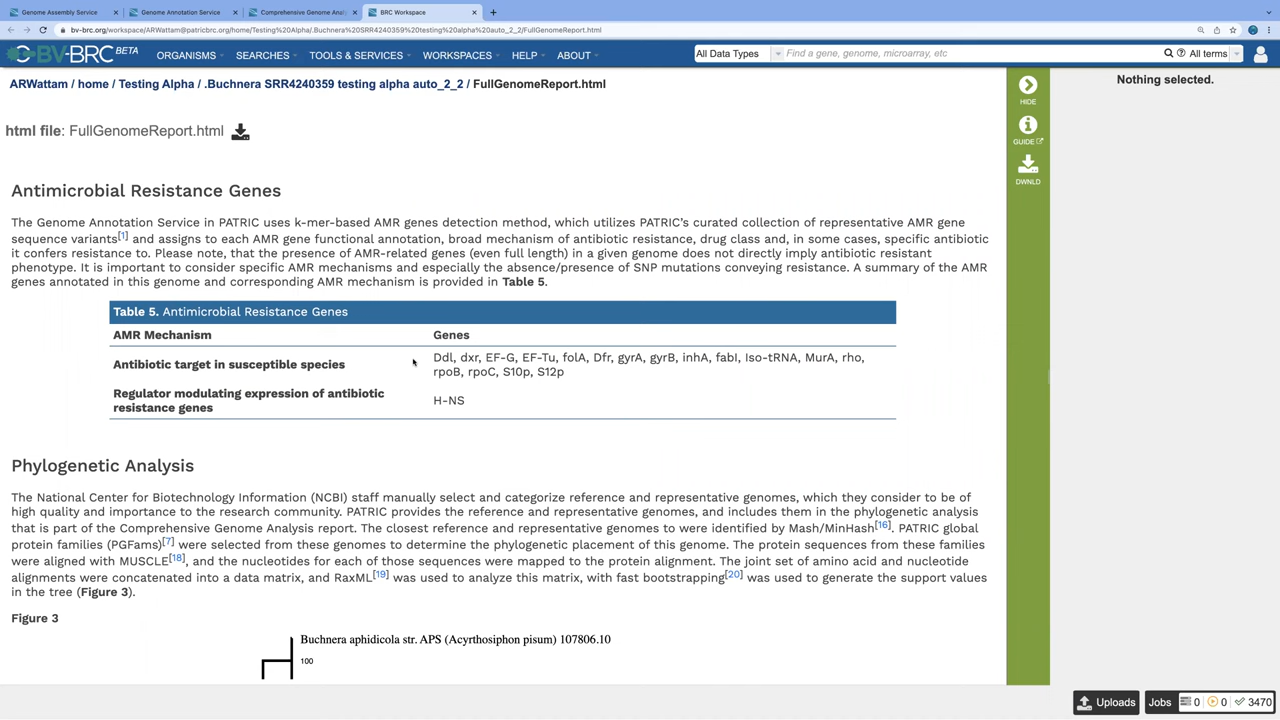 Genome Assembly Service
Genome Annotation Service
Comprehensive Genome Analy
BRC Workspace
bv-brc.org/workspace/ARWattam@patricbrc.org/home/Testing%20Alpha/.Buchnera%20SRR4240359%20testing%20alpha%20auto_2_2/FullGenomeReport.html
BV-BRC BETA
ORGANISMS SEARCHES TOOLS & SERVICES WORKSPACES HELP ABOUT
All Data Types Find a gene, genome, microarray, etc All terms
ARWattam / home / Testing Alpha / .Buchnera SRR4240359 testing alpha auto_2_2 / FullGenomeReport.html
html file: FullGenomeReport.html
HIDE
GUIDE
DWNLD
Nothing selected.
Antimicrobial Resistance Genes
The Genome Annotation Service in PATRIC uses k-mer-based AMR genes detection method, which utilizes PATRIC's curated collection of representative AMR gene
sequence variants[1] and assigns to each AMR gene functional annotation, broad mechanism of antibiotic resistance, drug class and, in some cases, specific antibiotic
it confers resistance to. Please note, that the presence of AMR-related genes (even full length) in a given genome does not directly imply antibiotic resistant
phenotype. It is important to consider specific AMR mechanisms and especially the absence/presence of SNP mutations conveying resistance. A summary of the AMR
genes annotated in this genome and corresponding AMR mechanism is provided in Table 5.
Table 5. Antimicrobial Resistance Genes
AMR Mechanism Genes
Antibiotic target in susceptible species
Ddl, dxr, EF-G, EF-Tu, folA, Dfr, gyrA, gyrB, inhA, fabI, Iso-tRNA, MurA, rho,
rpoB, rpoC, S10p, S12p
Regulator modulating expression of antibiotic
resistance genes
H-NS
Phylogenetic Analysis
The National Center for Biotechnology Information (NCBI) staff manually select and categorize reference and representative genomes, which they consider to be of
high quality and importance to the research community. PATRIC provides the reference and representative genomes, and includes them in the phylogenetic analysis
that is part of the Comprehensive Genome Analysis report. The closest reference and representative genomes to were identified by Mash/MinHash[16]. PATRIC global
protein families (PGFams)[7] were selected from these genomes to determine the phylogenetic placement of this genome. The protein sequences from these families
were aligned with MUSCLE[18], and the nucleotides for each of those sequences were mapped to the protein alignment. The joint set of amino acid and nucleotide
alignments were concatenated into a data matrix, and RaxML[19] was used to analyze this matrix, with fast bootstrapping[20] was used to generate the support values
in the tree (Figure 3).
Figure 3
Buchnera aphidicola str. APS (Acyrthosiphon pisum) 107806.10
100
Uploads Jobs 0 0 3470